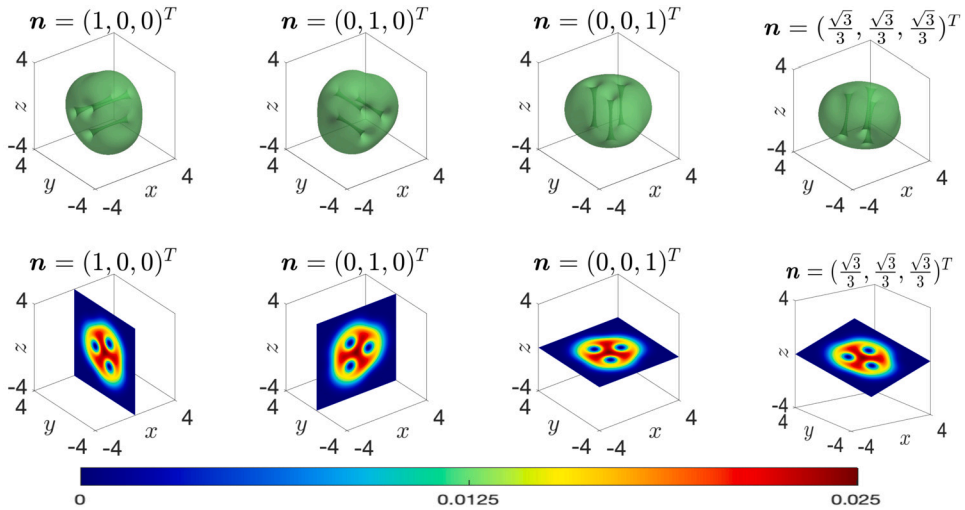 n = (1, 0, 0)^T
n = (0, 1, 0)^T
n = (0, 0, 1)^T
n = (√3/3, √3/3, √3/3)^T
4 4 4 4
z z z z
-4 -4 -4 -4
4 4 4 4 4 4 4 4
y x y x y x y x
-4 -4 -4 -4 -4 -4 -4 -4
n = (1, 0, 0)^T
n = (0, 1, 0)^T
n = (0, 0, 1)^T
n = (√3/3, √3/3, √3/3)^T
4 4 4 4
z z z z
-4 -4 -4 -4
4 4 4 4 4 4 4 4
y x y x y x y x
-4 -4 -4 -4 -4 -4 -4 -4
0 0.0125 0.025